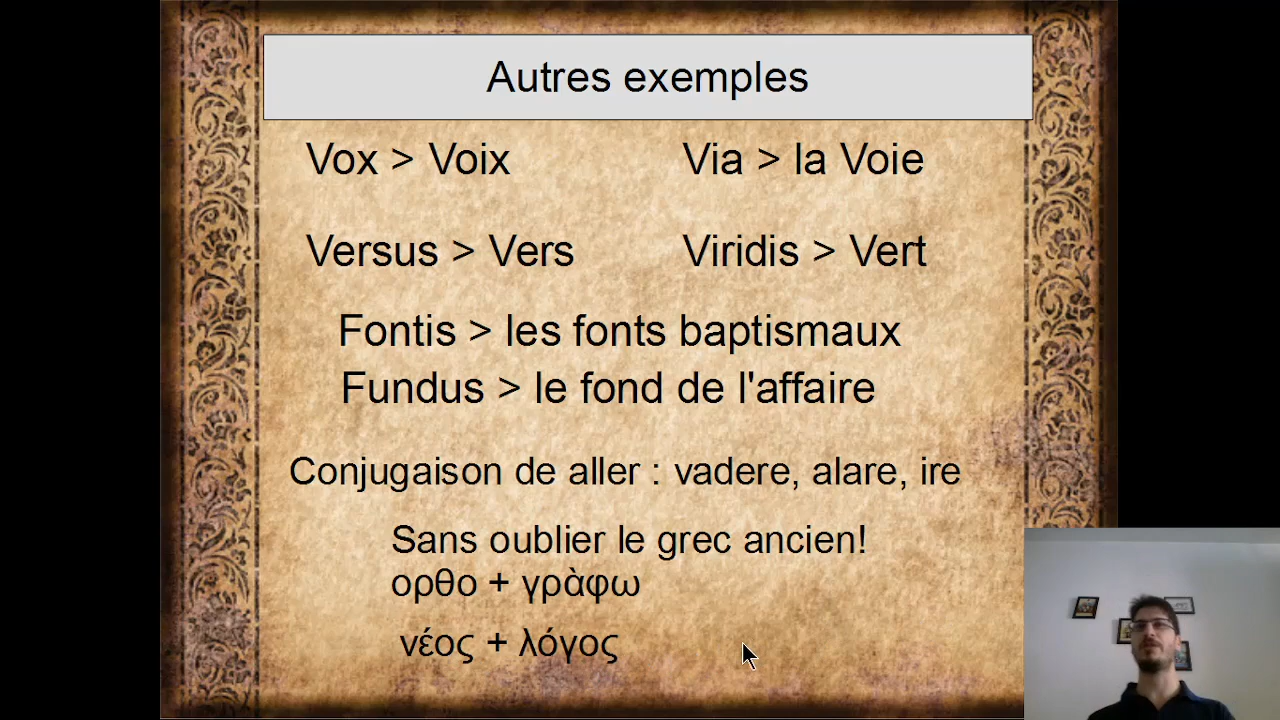 Autres exemples
Vox > Voix
Via > la Voie
Versus > Vers
Viridis > Vert
Fontis > les fonts baptismaux
Fundus > le fond de l'affaire
Conjugaison de aller : vadere, alare, ire
Sans oublier le grec ancien!
ορθο + γρὰφω
νέος + λόγος